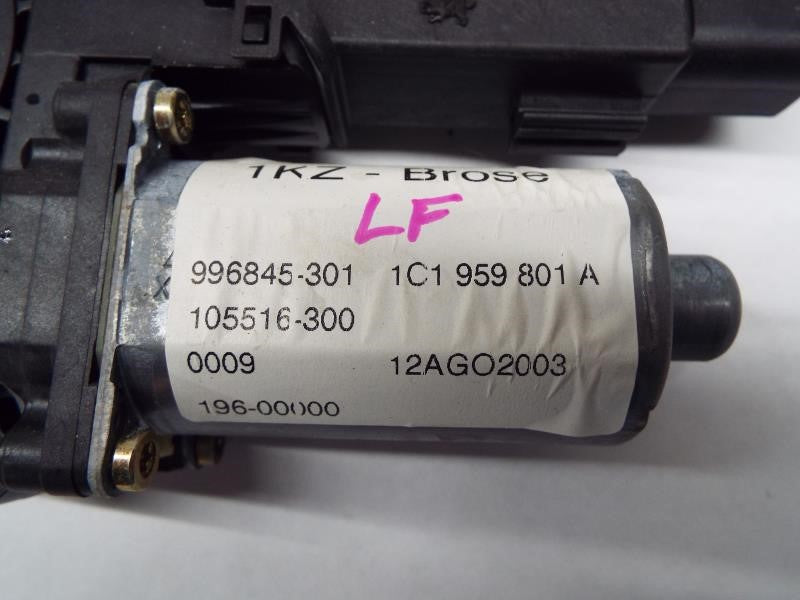 1KZ - Brose
LF
996845-301 1C1 959 801 A
105516-300
0009 12AGO2003
196-00000